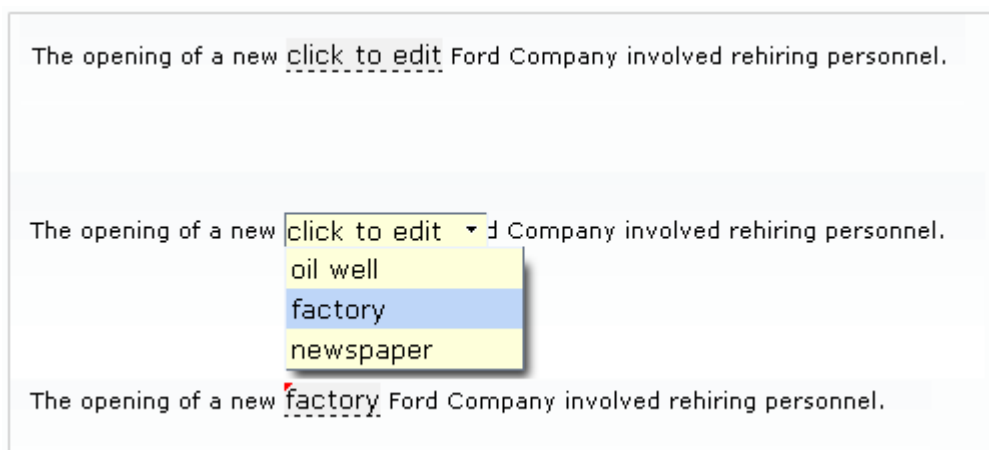 The opening of a new click to edit Ford Company involved rehiring personnel.
The opening of a new click to edit d Company involved rehiring personnel.
oil well
factory
newspaper
The opening of a new factory Ford Company involved rehiring personnel.